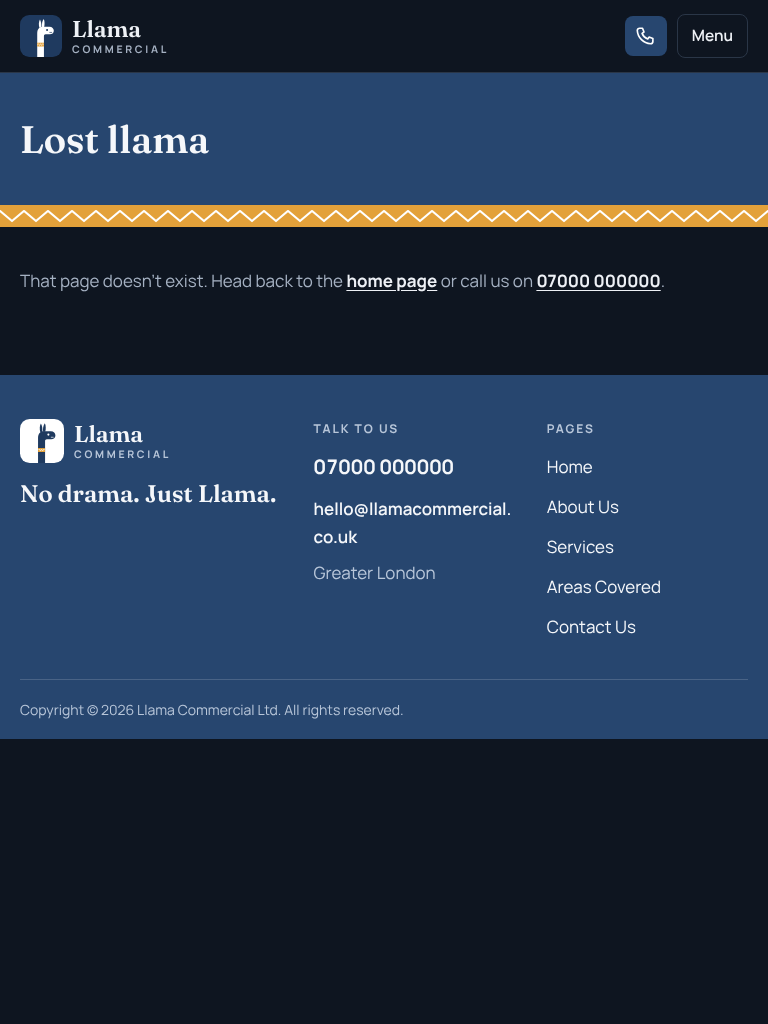 Llama
COMMERCIAL
Menu
Lost llama
That page doesn't exist. Head back to the home page or call us on 07000 000000.
Llama
COMMERCIAL
No drama. Just Llama.
TALK TO US
07000 000000
hello@llamacommercial.
co.uk
Greater London
PAGES
Home
About Us
Services
Areas Covered
Contact Us
Copyright © 2026 Llama Commercial Ltd. All rights reserved.